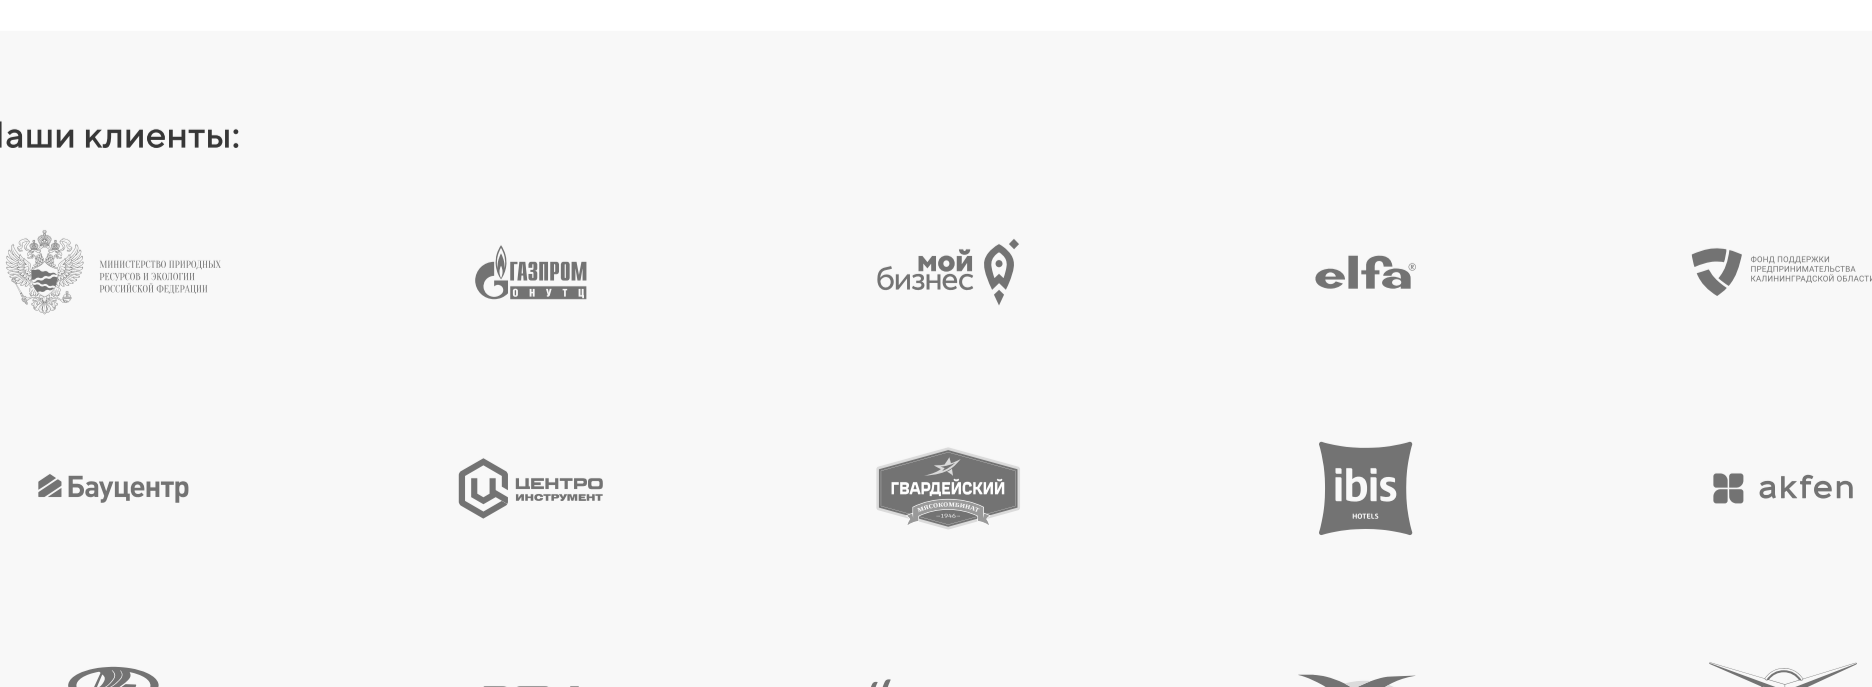 Наши клиенты:
МИНИСТЕРСТВО ПРИРОДНЫХ
РЕСУРСОВ И ЭКОЛОГИИ
РОССИЙСКОЙ ФЕДЕРАЦИИ
ГАЗПРОМ
ОНУТЦ
мой
бизнес
elfa®
ФОНД ПОДДЕРЖКИ
ПРЕДПРИНИМАТЕЛЬСТВА
КАЛИНИНГРАДСКОЙ ОБЛАСТИ
Бауцентр
ЦЕНТРО
ИНСТРУМЕНТ
ГВАРДЕЙСКИЙ
МЯСОКОМБИНАТ
-1946-
ibis
HOTELS
akfen